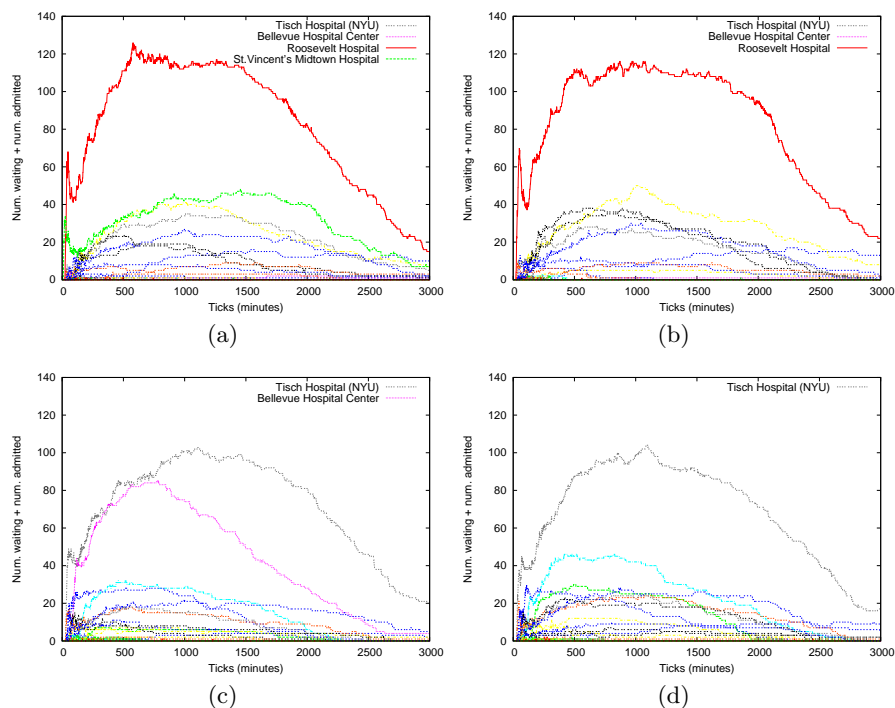 Tisch Hospital (NYU)
Bellevue Hospital Center
Roosevelt Hospital
St.Vincent's Midtown Hospital
140
120
100
80
60
40
20
0
Num. waiting + num. admitted
0 500 1000 1500 2000 2500 3000
Ticks (minutes)
(a)
Tisch Hospital (NYU)
Bellevue Hospital Center
Roosevelt Hospital
140
120
100
80
60
40
20
0
Num. waiting + num. admitted
0 500 1000 1500 2000 2500 3000
Ticks (minutes)
(b)
Tisch Hospital (NYU)
Bellevue Hospital Center
140
120
100
80
60
40
20
0
Num. waiting + num. admitted
0 500 1000 1500 2000 2500 3000
Ticks (minutes)
(c)
Tisch Hospital (NYU)
140
120
100
80
60
40
20
0
Num. waiting + num. admitted
0 500 1000 1500 2000 2500 3000
Ticks (minutes)
(d)